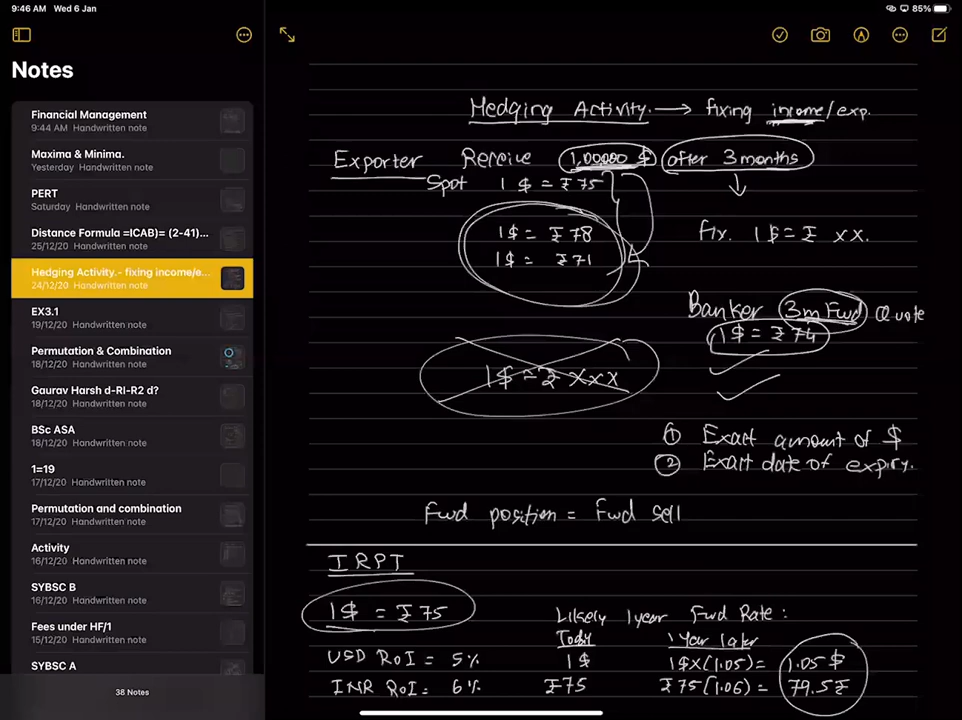 9:46 AM Wed 6 Jan
85%
Notes
Financial Management
9:44 AM Handwritten note
Maxima & Minima.
Yesterday Handwritten note
PERT
Saturday Handwritten note
Distance Formula =ICAB)= (2-41)...
25/12/20 Handwritten note
Hedging Activity.- fixing income/e...
24/12/20 Handwritten note
EX3.1
19/12/20 Handwritten note
Permutation & Combination
18/12/20 Handwritten note
Gaurav Harsh d-RI-R2 d?
18/12/20 Handwritten note
BSc ASA
18/12/20 Handwritten note
1=19
17/12/20 Handwritten note
Permutation and combination
17/12/20 Handwritten note
Activity
16/12/20 Handwritten note
SYBSC B
16/12/20 Handwritten note
Fees under HF/1
15/12/20 Handwritten note
SYBSC A
38 Notes
Hedging Activity. → fixing income/exp.
Exporter Receive 1,00000 $ after 3 months
Spot 1 $ = ₹75
1$ = ₹78
1$ = ₹71
fix. 1$ = ₹ xx.
Banker 3m Fwd Quote
1$ = ₹74
1$ = ₹ xxx
① Exact amount of $
② Exact date of expiry.
Fwd position = Fwd sell
IRPT
1$ = ₹75
Likely 1year Fwd Rate:
Today 1 Year later
USD RoI = 5% 1$ 1$x(1.05) = 1.05 $
INR RoI = 6% ₹75 ₹75(1.06) = 79.5₹